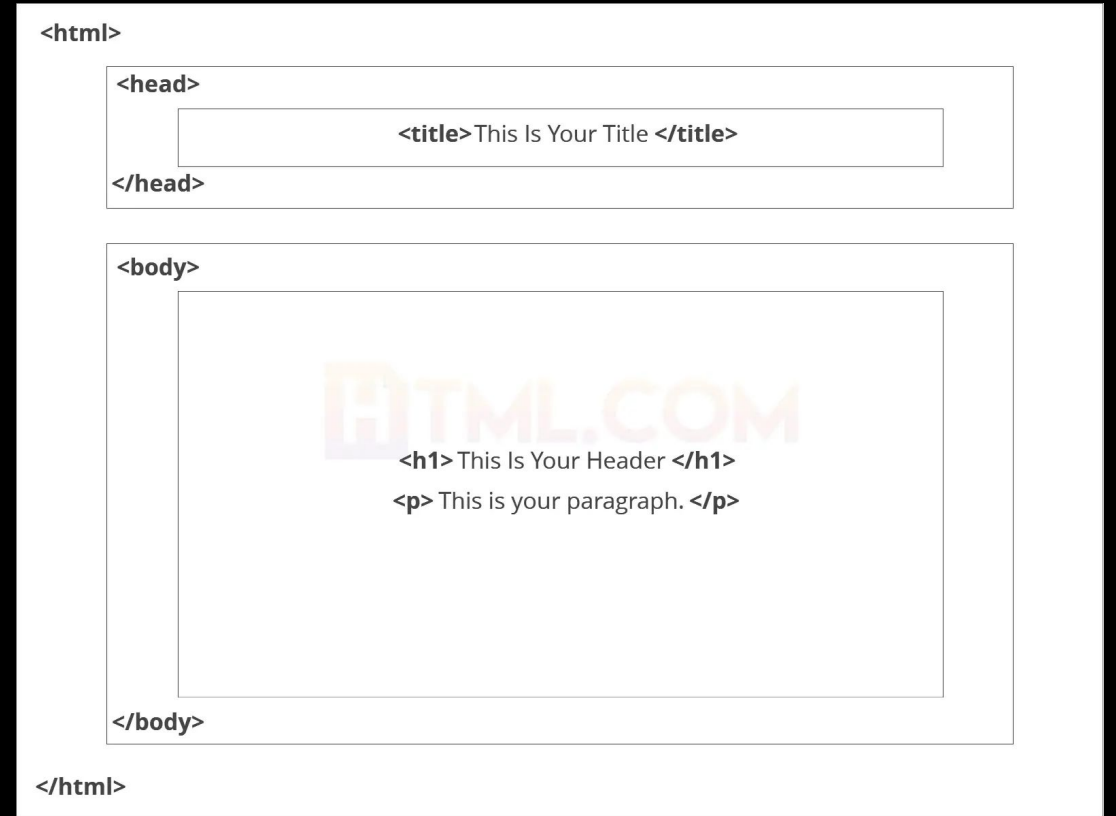 <html>
<head>
<title>This Is Your Title </title>
</head>
<body>
HTML.COM
<h1> This Is Your Header </h1>
<p> This is your paragraph. </p>
</body>
</html>